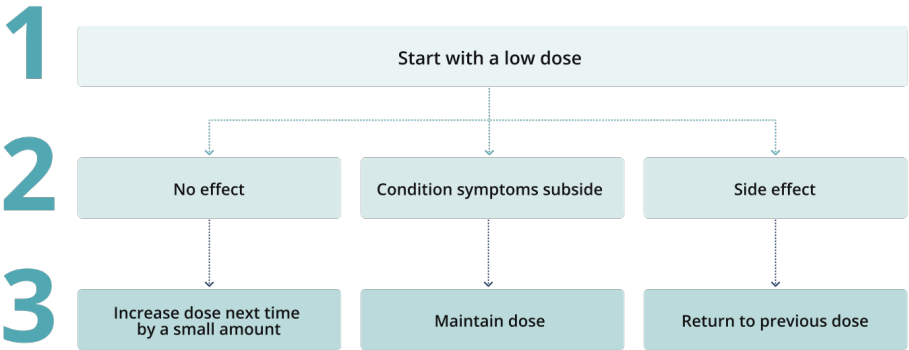 1
Start with a low dose
2
No effect
Condition symptoms subside
Side effect
3
Increase dose next time
by a small amount
Maintain dose
Return to previous dose